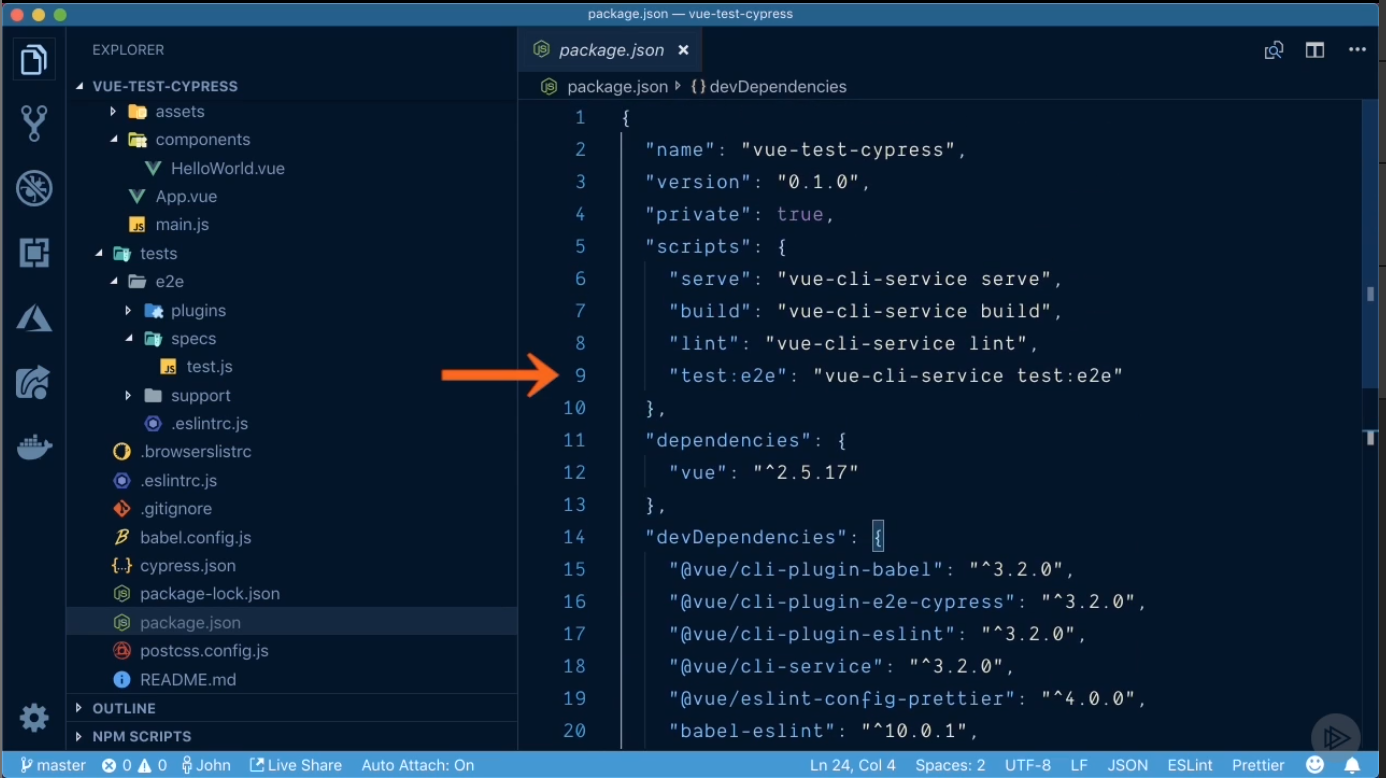 package.json — vue-test-cypress
EXPLORER
VUE-TEST-CYPRESS
assets
components
HelloWorld.vue
App.vue
JS main.js
tests
e2e
plugins
specs
JS test.js
support
.eslintrc.js
.browserslistrc
.eslintrc.js
.gitignore
babel.config.js
{..} cypress.json
package-lock.json
package.json
postcss.config.js
README.md
OUTLINE
NPM SCRIPTS
package.json ×
package.json {} devDependencies
1 {
2 "name": "vue-test-cypress",
3 "version": "0.1.0",
4 "private": true,
5 "scripts": {
6 "serve": "vue-cli-service serve",
7 "build": "vue-cli-service build",
8 "lint": "vue-cli-service lint",
9 "test:e2e": "vue-cli-service test:e2e"
10 },
11 "dependencies": {
12 "vue": "^2.5.17"
13 },
14 "devDependencies": {
15 "@vue/cli-plugin-babel": "^3.2.0",
16 "@vue/cli-plugin-e2e-cypress": "^3.2.0",
17 "@vue/cli-plugin-eslint": "^3.2.0",
18 "@vue/cli-service": "^3.2.0",
19 "@vue/eslint-config-prettier": "^4.0.0",
20 "babel-eslint": "^10.0.1",
master 0 0 John Live Share Auto Attach: On Ln 24, Col 4 Spaces: 2 UTF-8 LF JSON ESLint Prettier